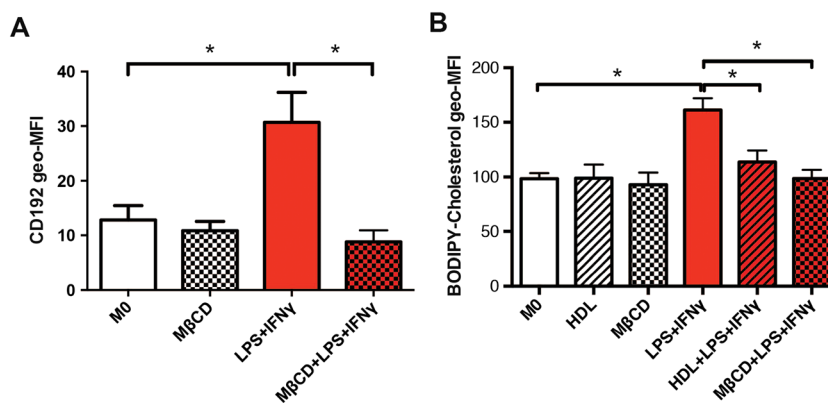 A
CD192 geo-MFI
40
30
20
10
0
*
*
M0
MβCD
LPS+IFNγ
MβCD+LPS+IFNγ
B
BODIPY-Cholesterol geo-MFI
200
150
100
50
0
*
*
*
M0
HDL
MβCD
LPS+IFNγ
HDL+LPS+IFNγ
MβCD+LPS+IFNγ